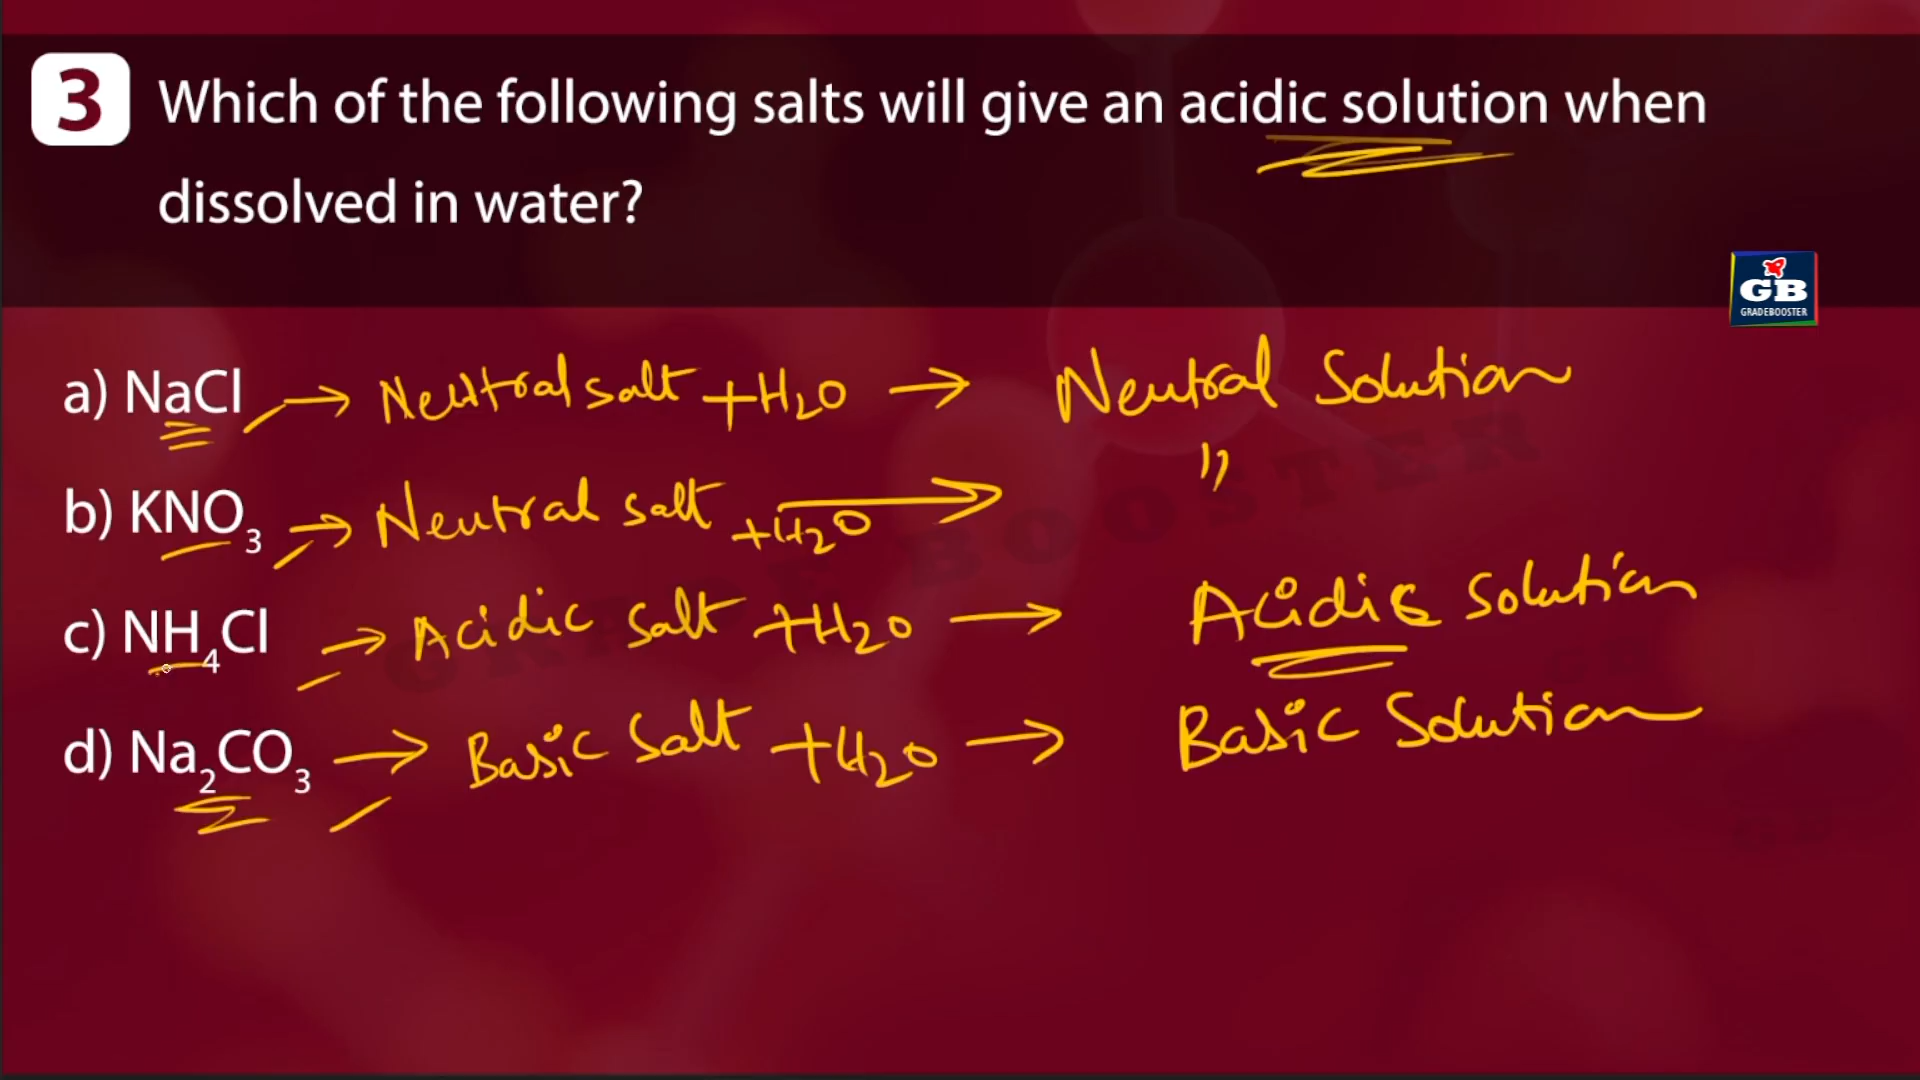 3 Which of the following salts will give an acidic solution when
dissolved in water?
GB
GRADEBOOSTER
a) NaCl → Neutral salt + H₂O → Neutral Solution
b) KNO₃ → Neutral salt + H₂O → "
c) NH₄Cl → Acidic Salt + H₂O → Acidic Solution
d) Na₂CO₃ → Basic Salt + H₂O → Basic Solution
GRADE BOOSTER